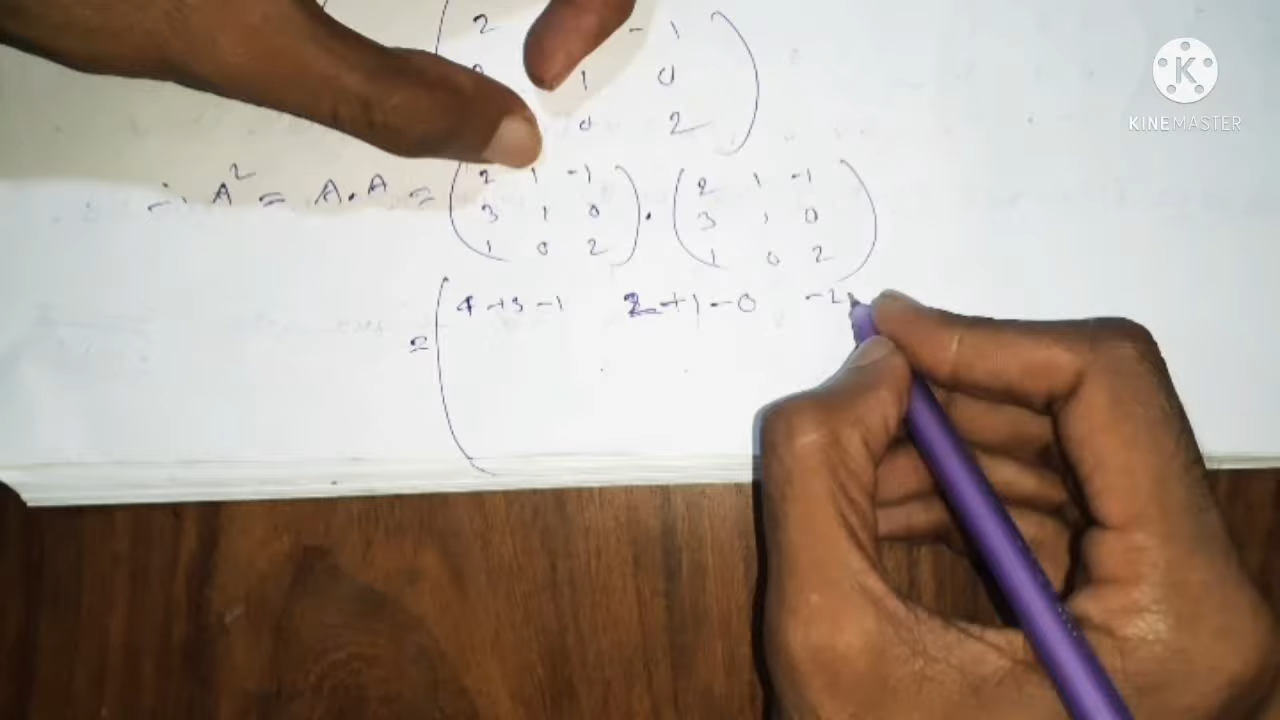 2 - 1
1 0
0 2
∴ A² = A.A = (2 1 -1) . (2 1 -1)
3 1 0 3 1 0
1 0 2 1 0 2
= (4+3-1 2+1-0 -2
KINEMASTER